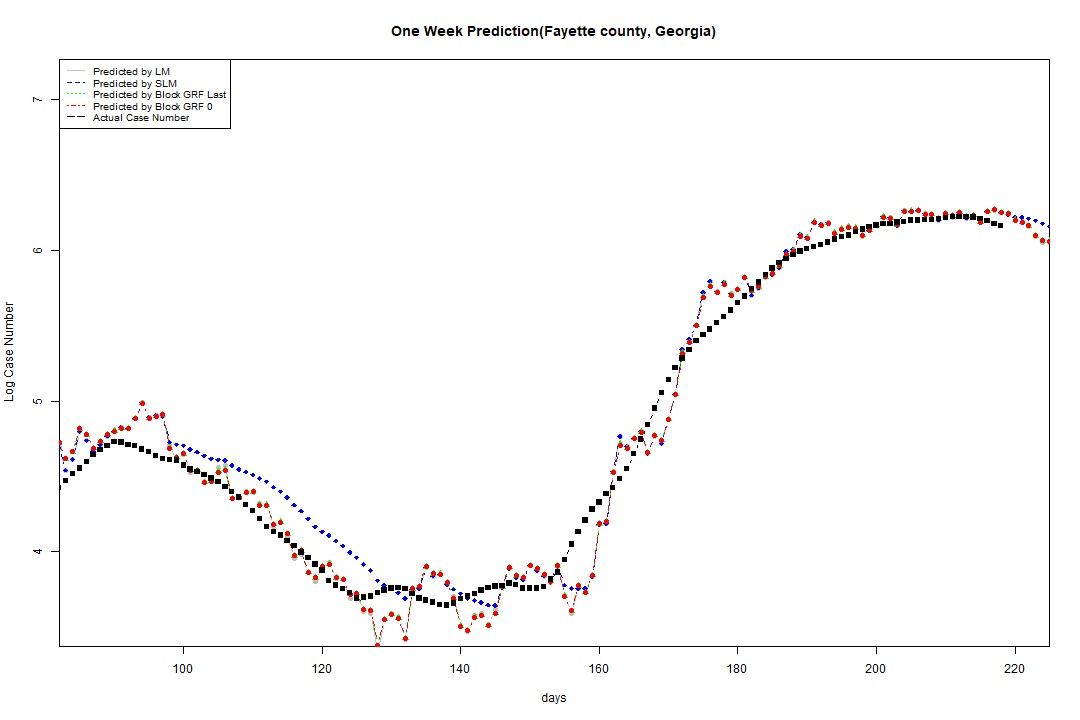 One Week Prediction(Fayette county, Georgia)
Predicted by LM
Predicted by SLM
Predicted by Block GRF Last
Predicted by Block GRF 0
Actual Case Number
7
6
5
4
Log Case Number
100 120 140 160 180 200 220
days